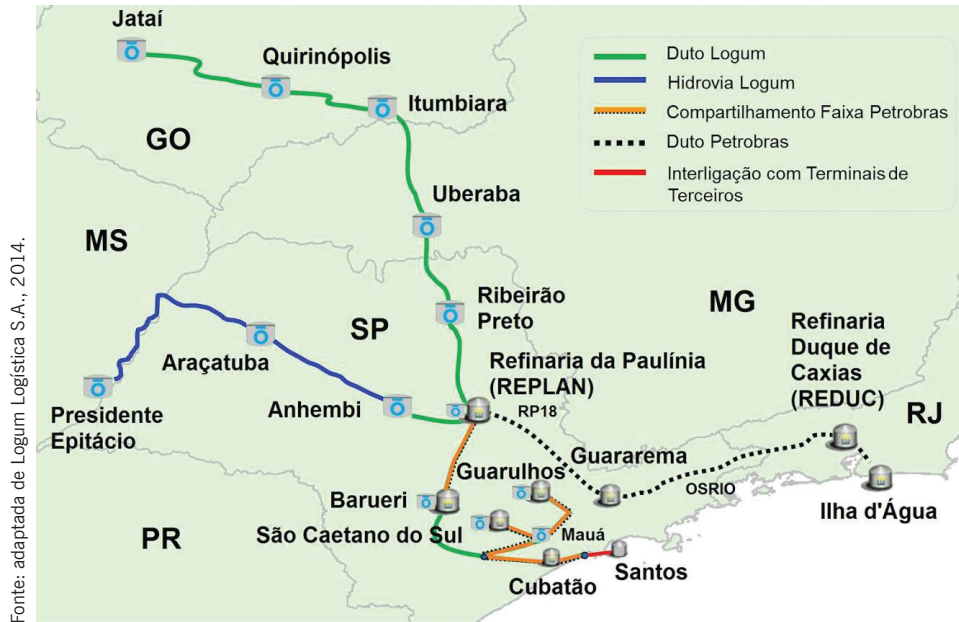 Jataí
Quirinópolis
Itumbiara
GO
Uberaba
MS
Ribeirão
Preto
SP
MG
Araçatuba
Refinaria da Paulínia
(REPLAN)
RP18
Refinaria
Duque de
Caxias
(REDUC)
RJ
Presidente
Epitácio
Anhembi
Guararema
Guarulhos
OSRIO
Barueri
Ilha d'Água
São Caetano do Sul
Mauá
PR
Cubatão
Santos
Duto Logum
Hidrovia Logum
Compartilhamento Faixa Petrobras
Duto Petrobras
Interligação com Terminais de
Terceiros
Fonte: adaptada de Logum Logística S.A., 2014.